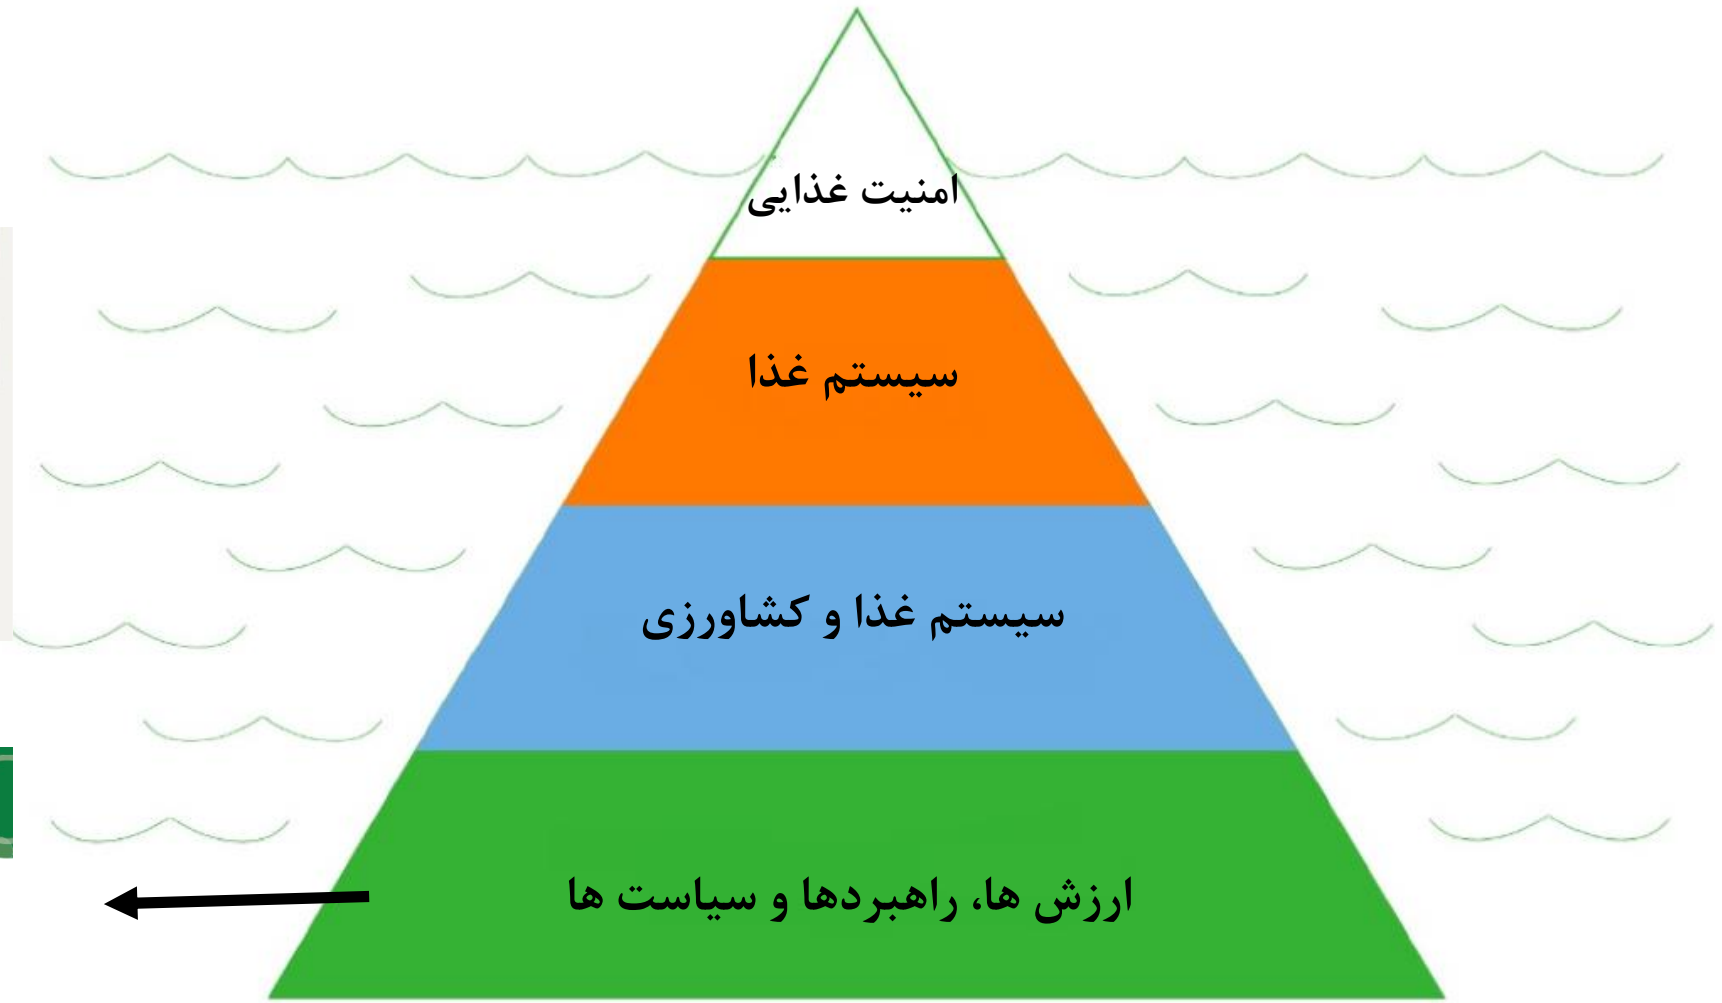 امنیت غذایی
سیستم غذا
سیستم غذا و کشاورزی
ارزش ها، راهبردها و سیاست ها